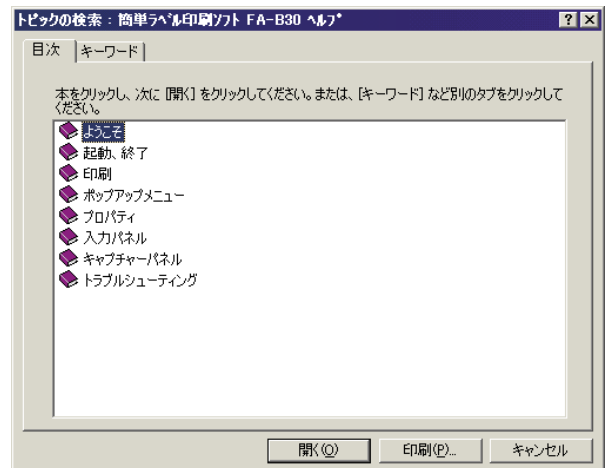 トピックの検索：簡単ラベル印刷ソフト FA-B30 ヘルプ
目次
キーワード
本をクリックし、次に [開く] をクリックしてください。または、[キーワード] など別のタブをクリックして
ください。
ようこそ
起動、終了
印刷
ポップアップメニュー
プロパティ
入力パネル
キャプチャーパネル
トラブルシューティング
開く(O)
印刷(P)...
キャンセル